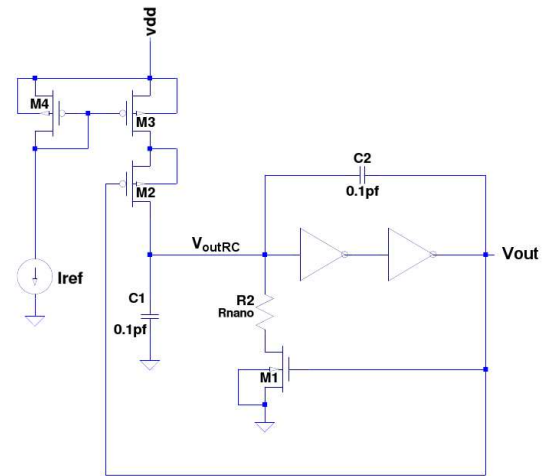 vdd
M4
M3
M2
C2
0.1pf
VoutRC
Vout
Iref
C1
0.1pf
R2
Rnano
M1